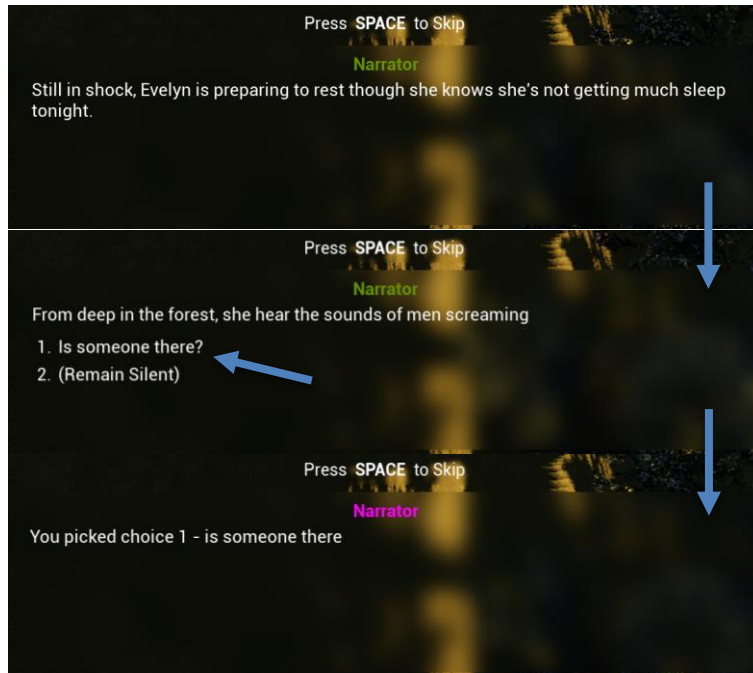 Press SPACE to Skip
Narrator
Still in shock, Evelyn is preparing to rest though she knows she's not getting much sleep
tonight.
Press SPACE to Skip
Narrator
From deep in the forest, she hear the sounds of men screaming
1. Is someone there?
2. (Remain Silent)
Press SPACE to Skip
Narrator
You picked choice 1 - is someone there